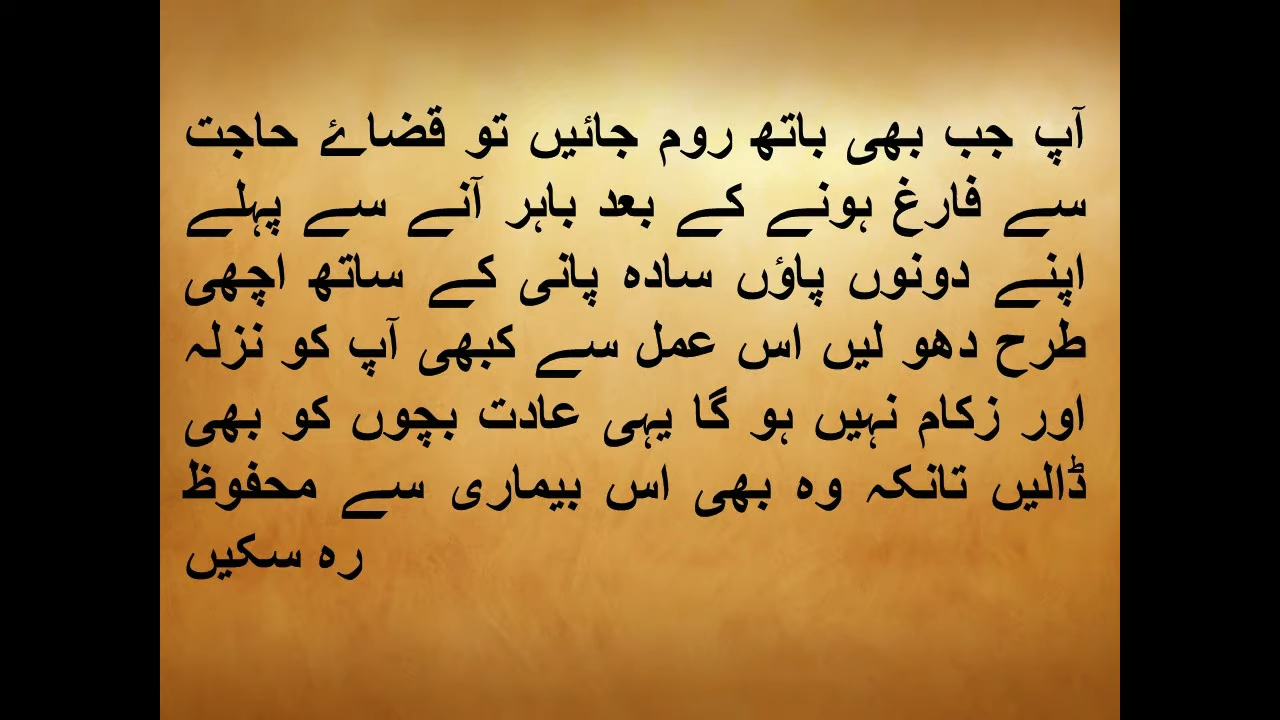 آپ جب بھی باتھ روم جائیں تو قضاۓ حاجت
سے فارغ ہونے کے بعد باہر آنے سے پہلے
اپنے دونوں پاؤں سادہ پانی کے ساتھ اچھی
طرح دھو لیں اس عمل سے کبھی آپ کو نزلہ
اور زکام نہیں ہو گا یہی عادت بچوں کو بھی
ڈالیں تانکہ وہ بھی اس بیماری سے محفوظ
رہ سکیں